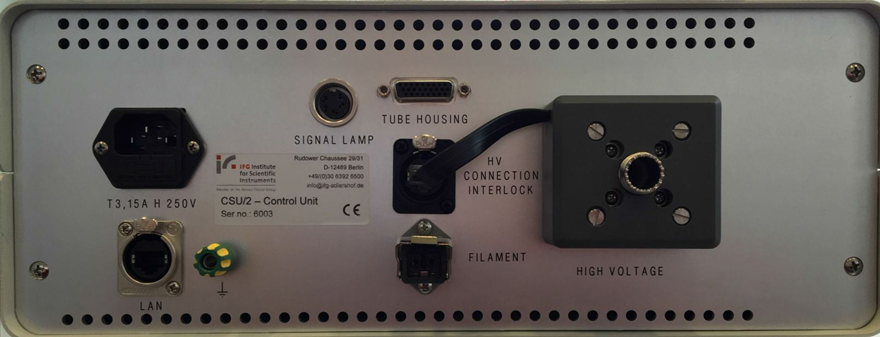 SIGNAL LAMP
TUBE HOUSING
T3,15A H 250V
IFG Institute
for Scientific
Instruments
Rudower Chaussee 29/31
D-12489 Berlin
+49/(0)30 6392 6500
info@ifg-adlershof.de
CSU/2 – Control Unit
Ser no.: 6003
CE
HV
CONNECTION
INTERLOCK
LAN
FILAMENT
HIGH VOLTAGE